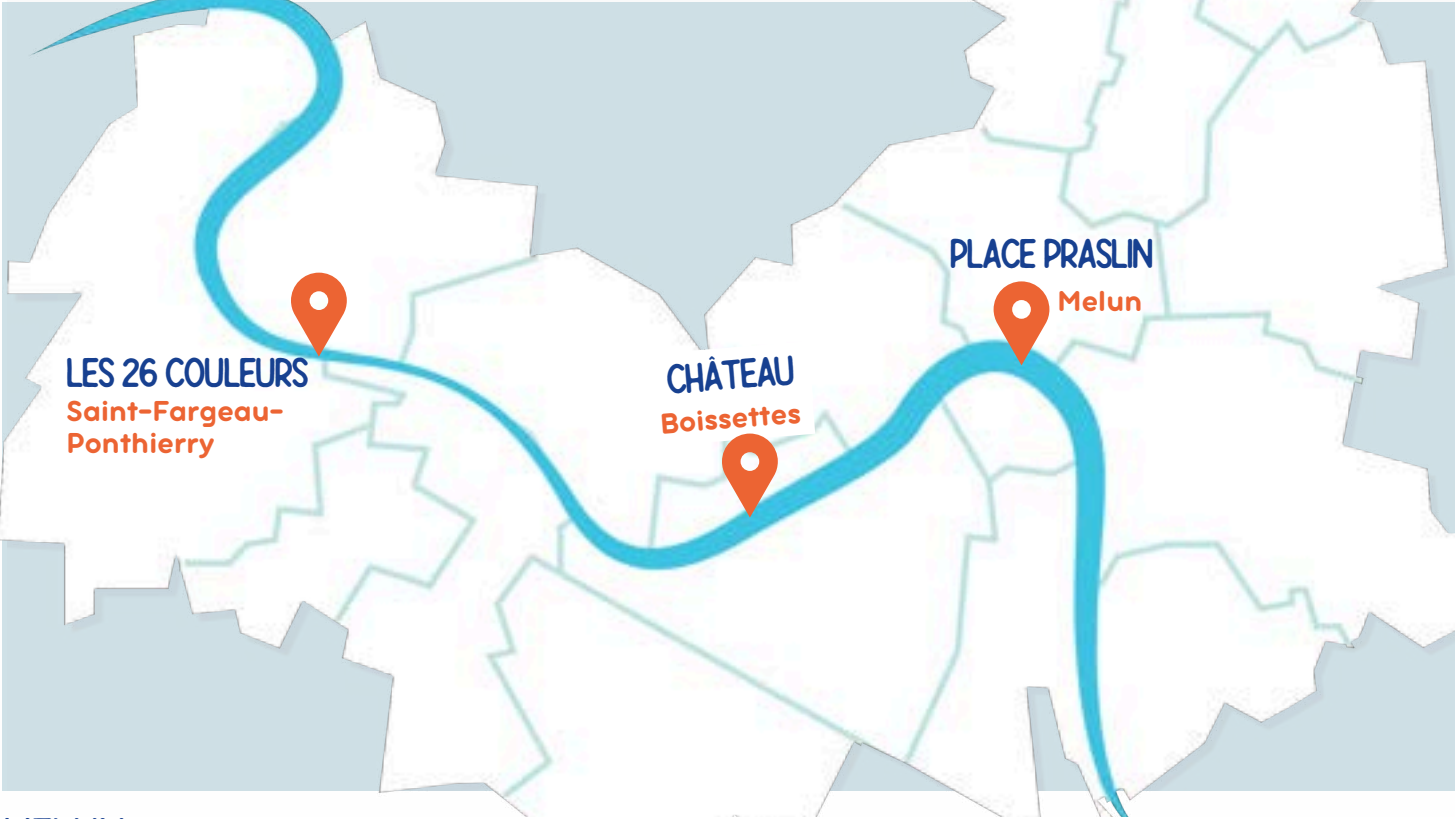 PLACE PRASLIN
Melun
CHÂTEAU
Boissettes
LES 26 COULEURS
Saint-Fargeau-
Ponthierry